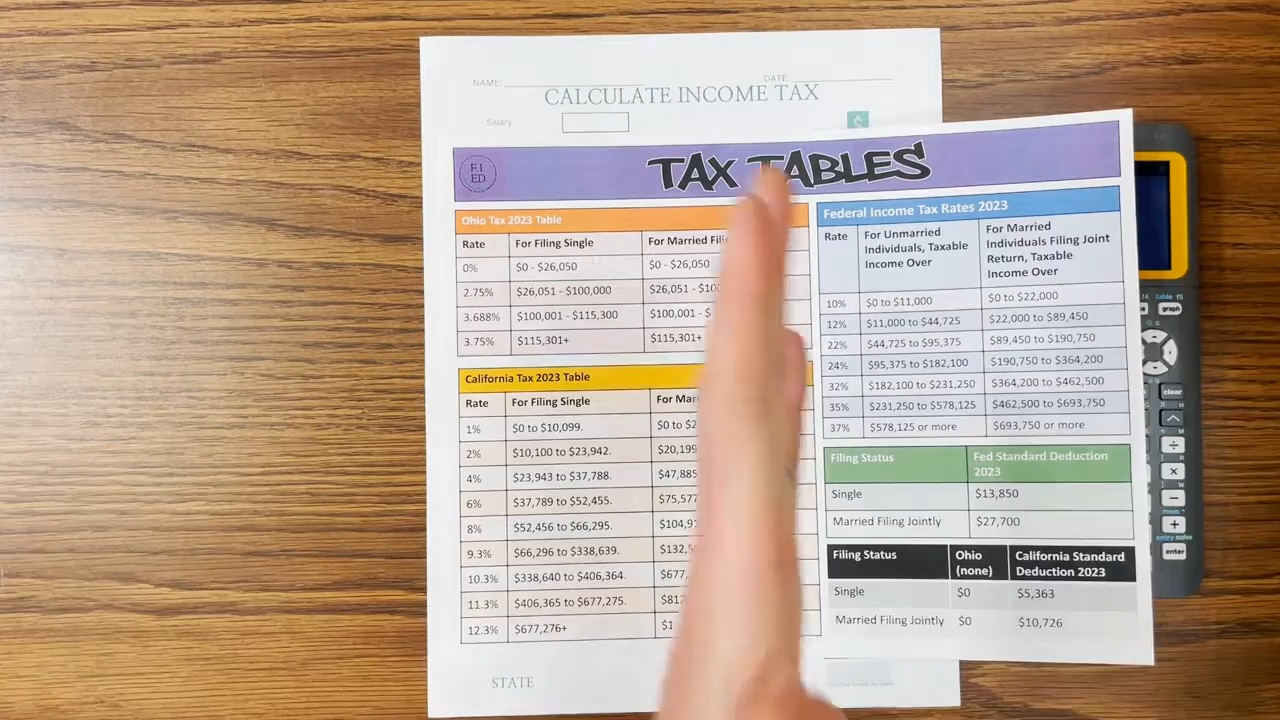 NAME:
DATE:
CALCULATE INCOME TAX
Salary
$
F.I.
ED.
TAX TABLES
Ohio Tax 2023 Table
Rate For Filing Single For Married Fili
0% $0 - $26,050 $0 - $26,050
2.75% $26,051 - $100,000 $26,051 - $100
3.688% $100,001 - $115,300 $100,001 - $
3.75% $115,301+ $115,301+
California Tax 2023 Table
Rate For Filing Single For Mar
1% $0 to $10,099. $0 to $2
2% $10,100 to $23,942. $20,199
4% $23,943 to $37,788. $47,885
6% $37,789 to $52,455. $75,577
8% $52,456 to $66,295. $104,91
9.3% $66,296 to $338,639. $132,5
10.3% $338,640 to $406,364. $677,
11.3% $406,365 to $677,275. $812
12.3% $677,276+ $1
Federal Income Tax Rates 2023
Rate For Unmarried Individuals, Taxable Income Over For Married Individuals Filing Joint Return, Taxable Income Over
10% $0 to $11,000 $0 to $22,000
12% $11,000 to $44,725 $22,000 to $89,450
22% $44,725 to $95,375 $89,450 to $190,750
24% $95,375 to $182,100 $190,750 to $364,200
32% $182,100 to $231,250 $364,200 to $462,500
35% $231,250 to $578,125 $462,500 to $693,750
37% $578,125 or more $693,750 or more
Filing Status Fed Standard Deduction 2023
Single $13,850
Married Filing Jointly $27,700
Filing Status Ohio (none) California Standard Deduction 2023
Single $0 $5,363
Married Filing Jointly $0 $10,726
STATE
f4 table f5
graph
clear
÷
×
−
+
entry solve
enter